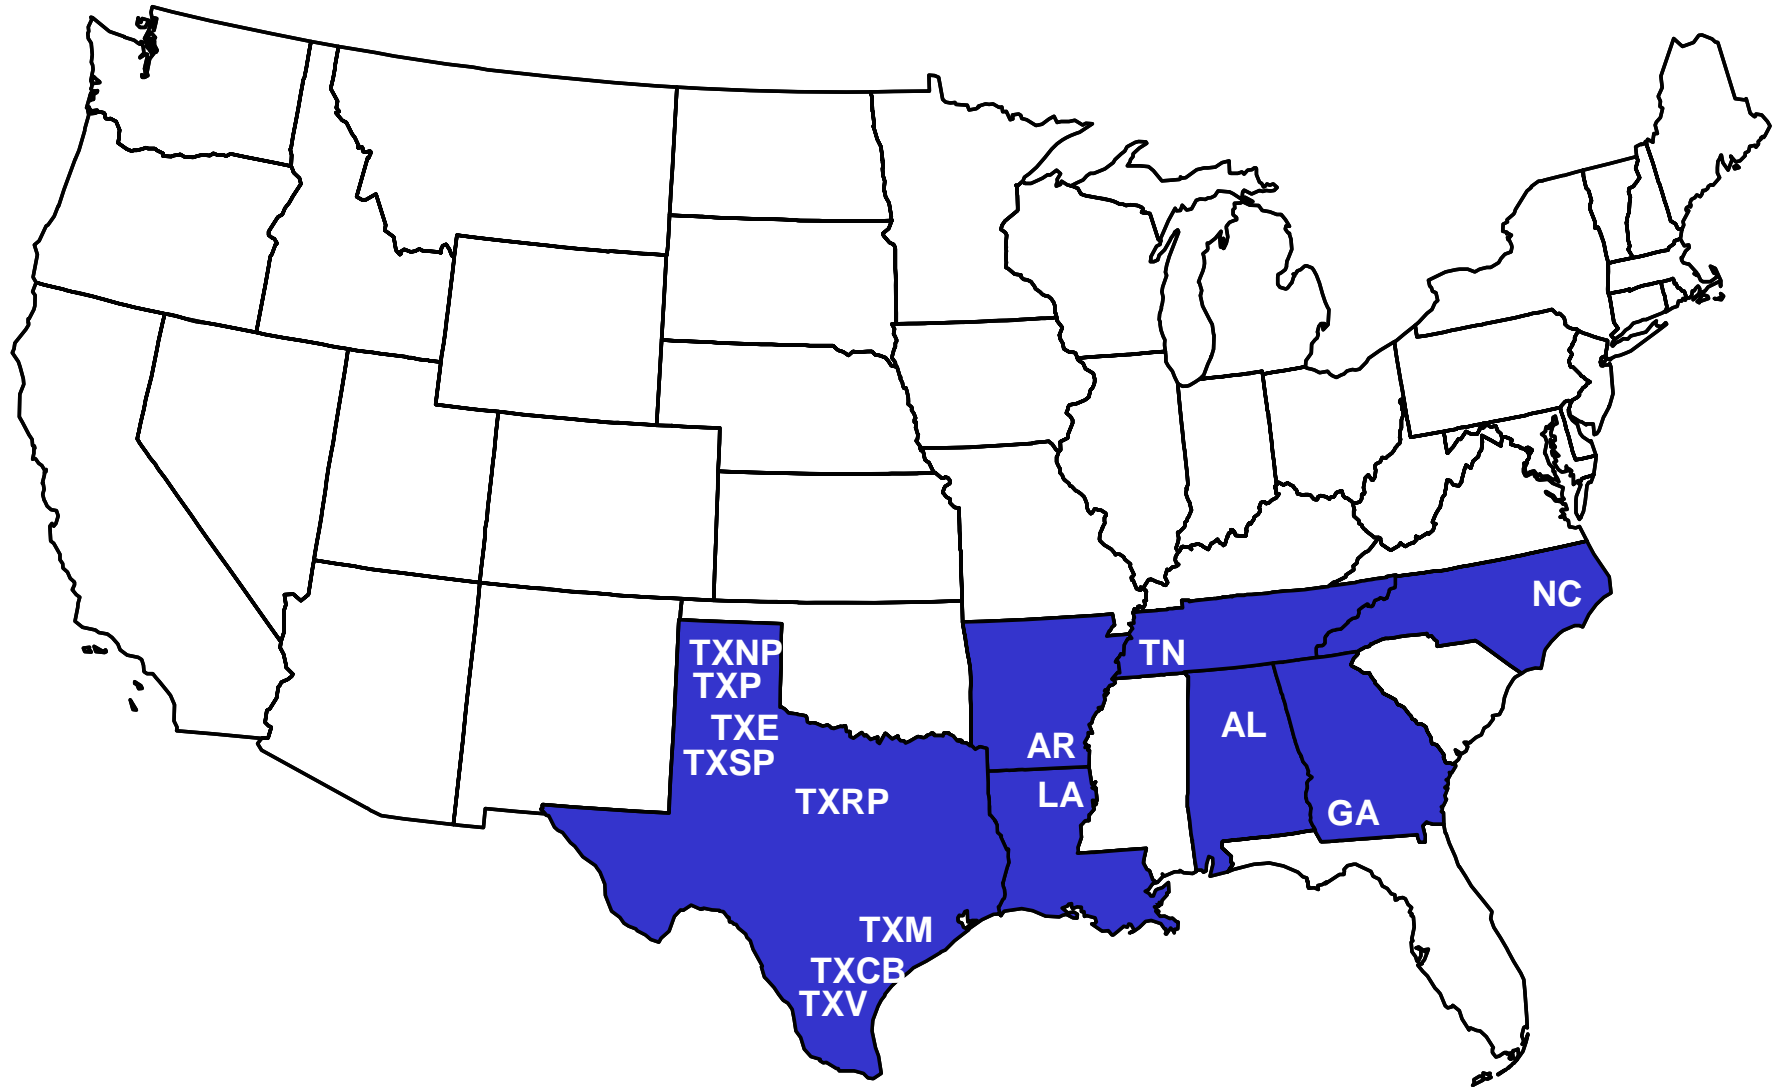 NC
TXNP
TN
TXP
TXE
AL
AR
TXSP
LA
TXRP
GA
TXM
TXCB
TXV